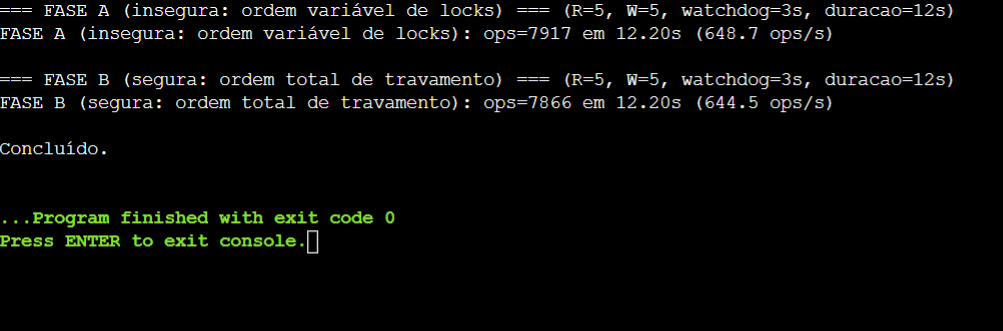 === FASE A (insegura: ordem variável de locks) === (R=5, W=5, watchdog=3s, duracao=12s)
FASE A (insegura: ordem variável de locks): ops=7917 em 12.20s (648.7 ops/s)
=== FASE B (segura: ordem total de travamento) === (R=5, W=5, watchdog=3s, duracao=12s)
FASE B (segura: ordem total de travamento): ops=7866 em 12.20s (644.5 ops/s)
Concluído.
...Program finished with exit code 0
Press ENTER to exit console.